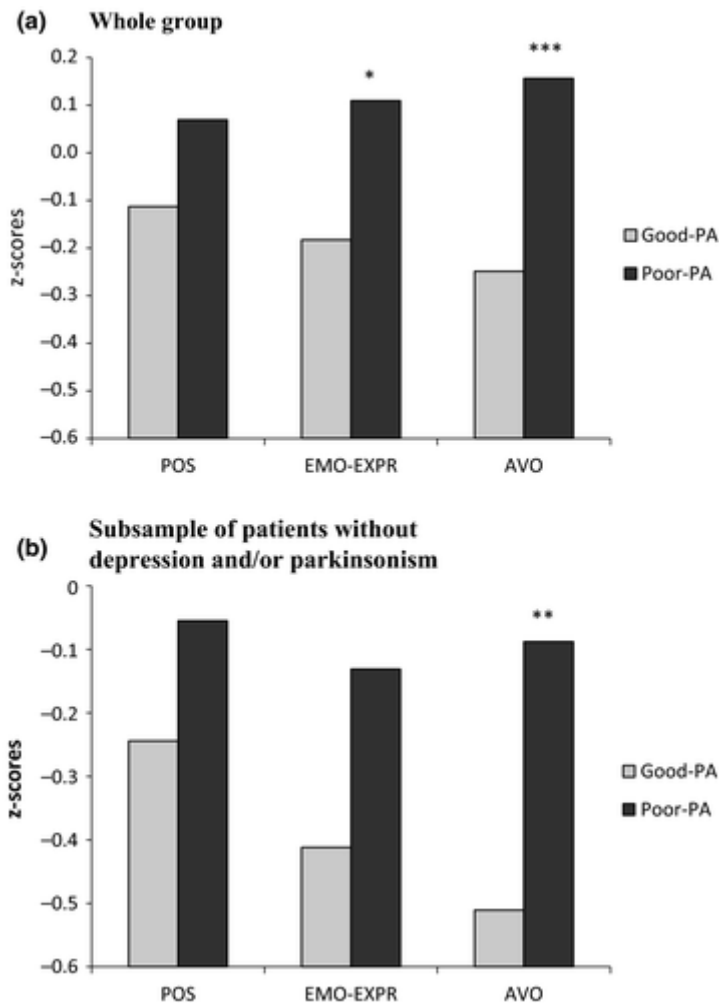 (a) Whole group
0.2
0.1
0.0
–0.1
–0.2
–0.3
–0.4
–0.5
–0.6
z-scores
*
***
Good-PA
Poor-PA
POS EMO-EXPR AVO
(b) Subsample of patients without
depression and/or parkinsonism
0
–0.1
–0.2
–0.3
–0.4
–0.5
–0.6
z-scores
**
Good-PA
Poor-PA
POS EMO-EXPR AVO